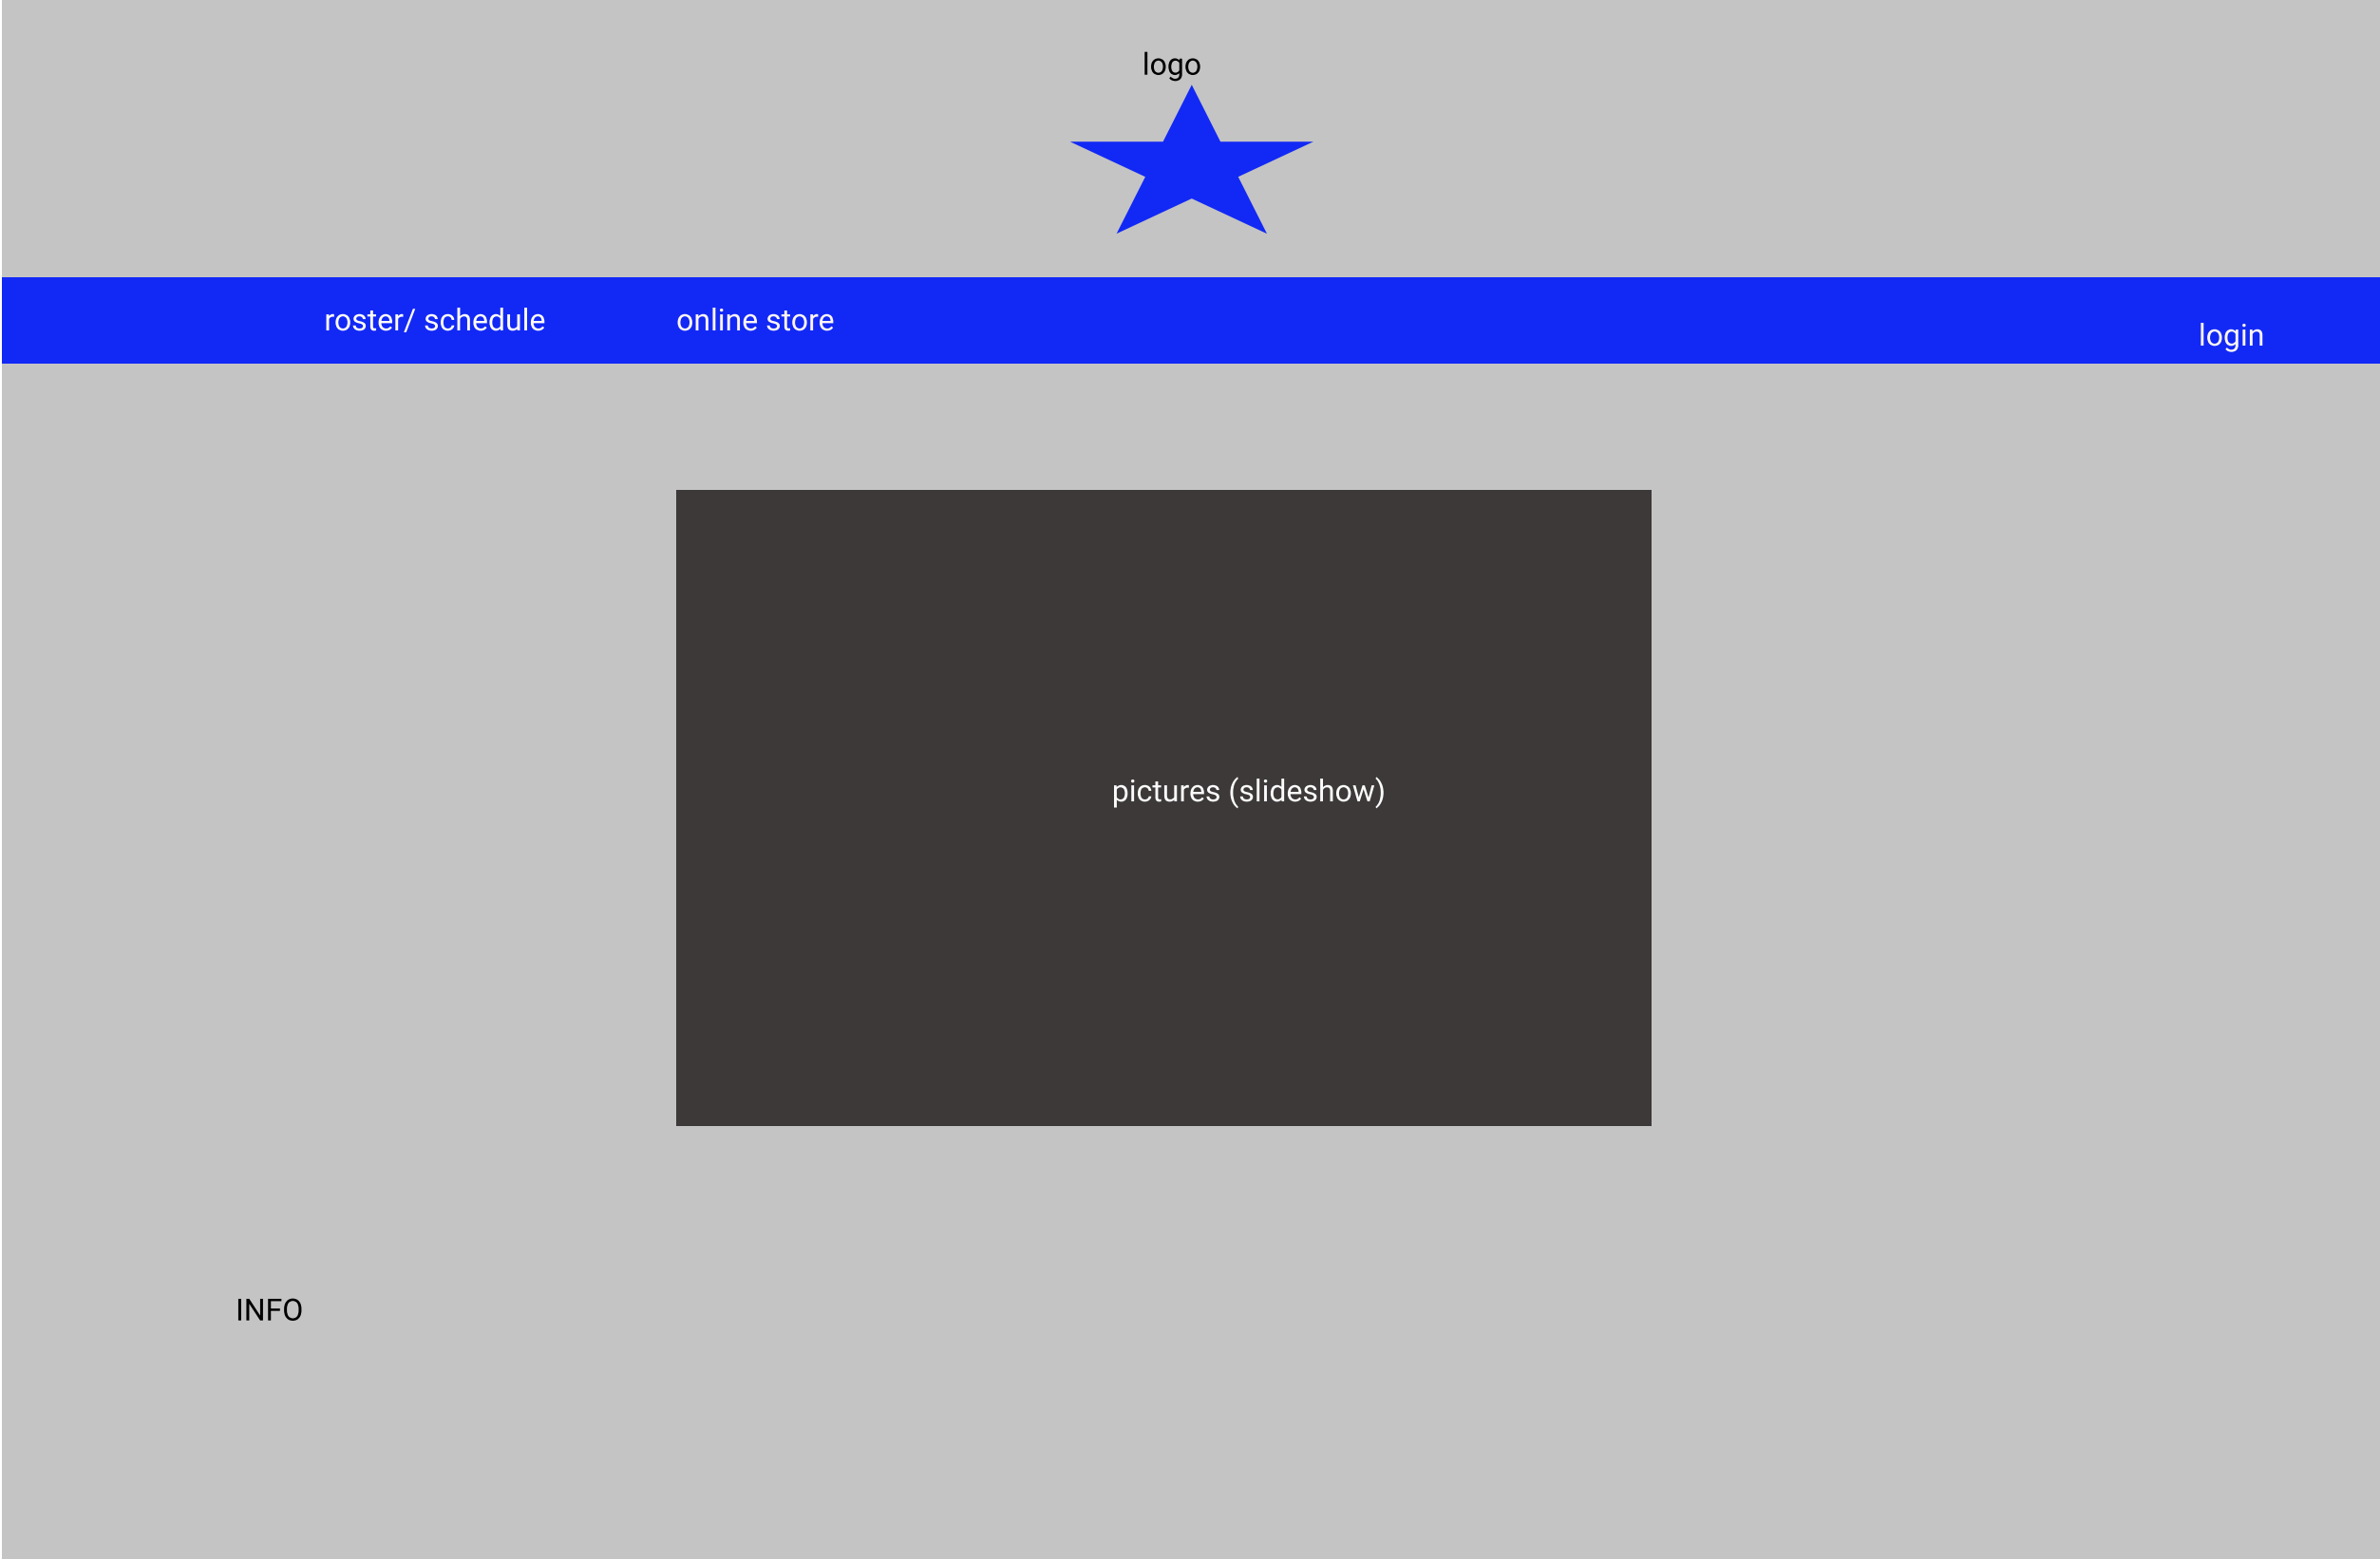 logo
roster/ schedule
online store
login
pictures (slideshow)
INFO